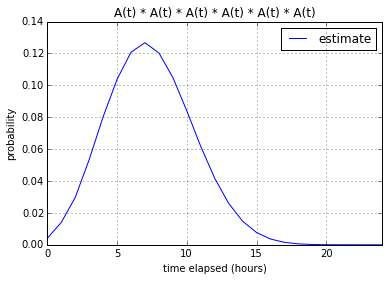 A(t) * A(t) * A(t) * A(t) * A(t) * A(t)
estimate
0.14
0.12
0.10
0.08
0.06
0.04
0.02
0.00
probability
0 5 10 15 20
time elapsed (hours)